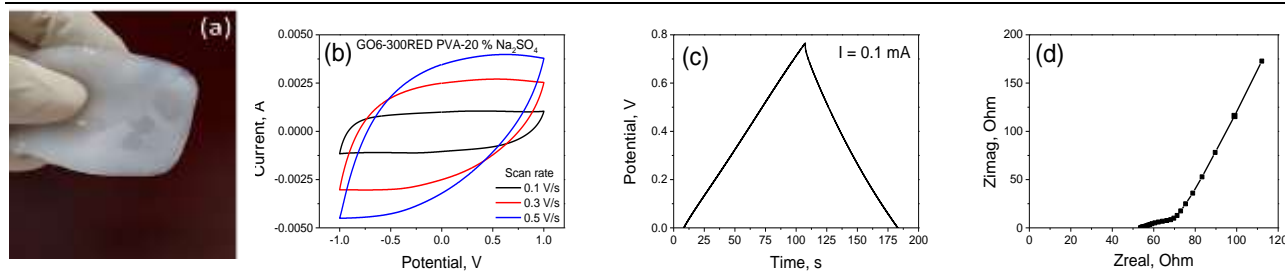 (a)
(b)
GO6-300RED PVA-20 % Na₂SO₄
0.0050
0.0025
0.0000
-0.0025
-0.0050
Current, A
Scan rate
0.1 V/s
0.3 V/s
0.5 V/s
-1.0 -0.5 0.0 0.5 1.0
Potential, V
(c)
I = 0.1 mA
0.8
0.6
0.4
0.2
0.0
Potential, V
0 25 50 75 100 125 150 175 200
Time, s
(d)
200
150
100
50
0
Zimag, Ohm
0 20 40 60 80 100 120
Zreal, Ohm